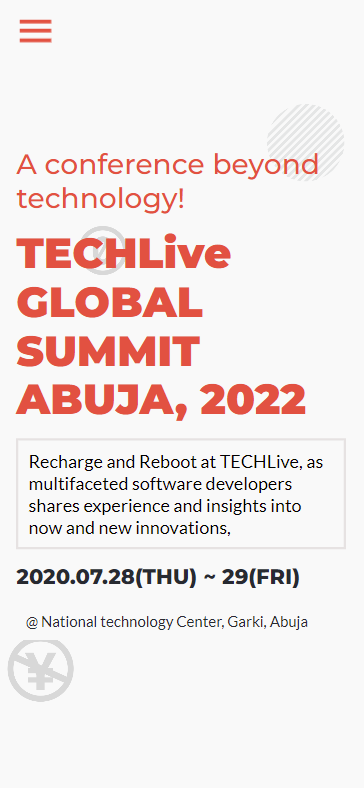 A conference beyond
technology!
TECHLive
GLOBAL
SUMMIT
ABUJA, 2022
Recharge and Reboot at TECHLive, as
multifaceted software developers
shares experience and insights into
now and new innovations,
2020.07.28(THU) ~ 29(FRI)
@ National technology Center, Garki, Abuja
¥